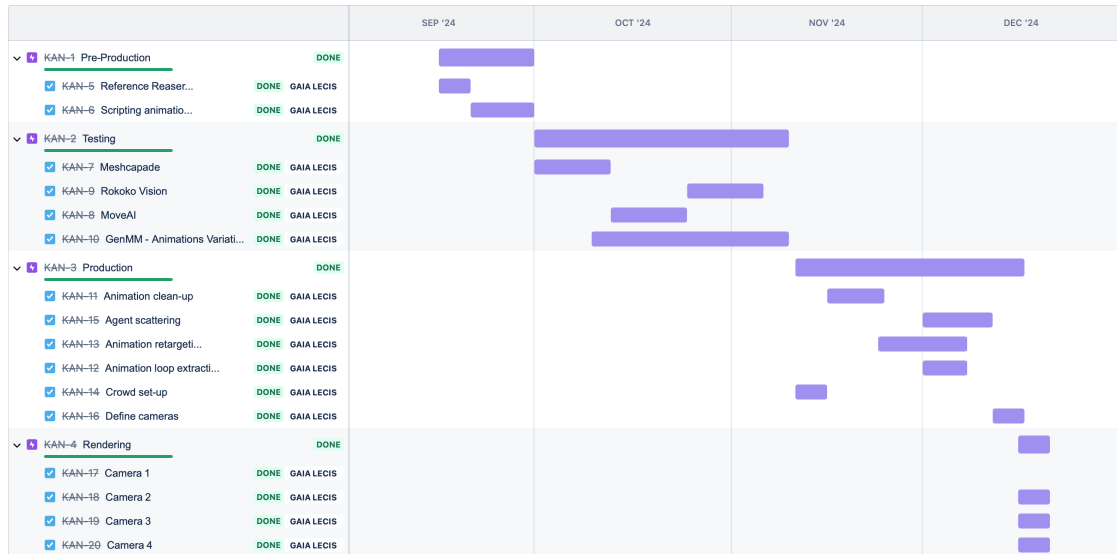 SEP '24 OCT '24 NOV '24 DEC '24
KAN-1 Pre-Production DONE
KAN-5 Reference Reaser... DONE GAIA LECIS
KAN-6 Scripting animatio... DONE GAIA LECIS
KAN-2 Testing DONE
KAN-7 Meshcapade DONE GAIA LECIS
KAN-9 Rokoko Vision DONE GAIA LECIS
KAN-8 MoveAI DONE GAIA LECIS
KAN-10 GenMM - Animations Variati... DONE GAIA LECIS
KAN-3 Production DONE
KAN-11 Animation clean-up DONE GAIA LECIS
KAN-15 Agent scattering DONE GAIA LECIS
KAN-13 Animation retargeti... DONE GAIA LECIS
KAN-12 Animation loop extracti... DONE GAIA LECIS
KAN-14 Crowd set-up DONE GAIA LECIS
KAN-16 Define cameras DONE GAIA LECIS
KAN-4 Rendering DONE
KAN-17 Camera 1 DONE GAIA LECIS
KAN-18 Camera 2 DONE GAIA LECIS
KAN-19 Camera 3 DONE GAIA LECIS
KAN-20 Camera 4 DONE GAIA LECIS